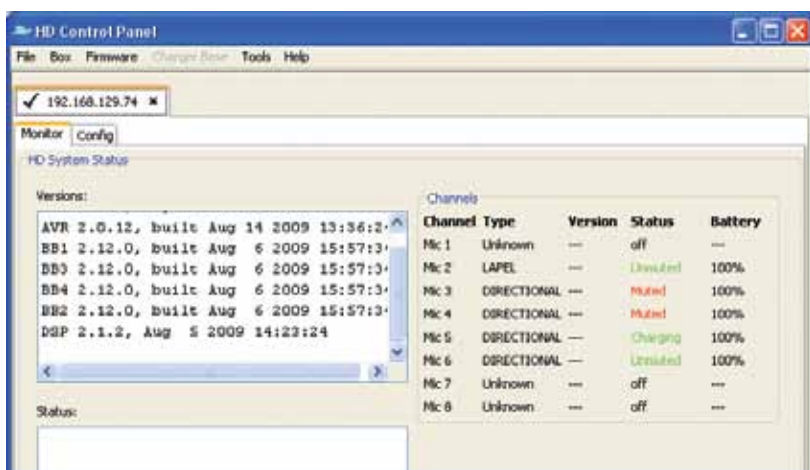 HD Control Panel
File Box Firmware Charger Base Tools Help
192.168.129.74
Monitor Config
HD System Status
Versions:
AVR 2.0.12, built Aug 14 2009 13:36:2
BB1 2.12.0, built Aug 6 2009 15:57:3
BB3 2.12.0, built Aug 6 2009 15:57:3
BB4 2.12.0, built Aug 6 2009 15:57:3
BB2 2.12.0, built Aug 6 2009 15:57:3
DSP 2.1.2, Aug 5 2009 14:23:24
Status:
Channels
Channel Type Version Status Battery
Mic 1 Unknown --- off ---
Mic 2 LAPEL --- Unmuted 100%
Mic 3 DIRECTIONAL --- Muted 100%
Mic 4 DIRECTIONAL --- Muted 100%
Mic 5 DIRECTIONAL --- Charging 100%
Mic 6 DIRECTIONAL --- Unmuted 100%
Mic 7 Unknown --- off ---
Mic 8 Unknown --- off ---